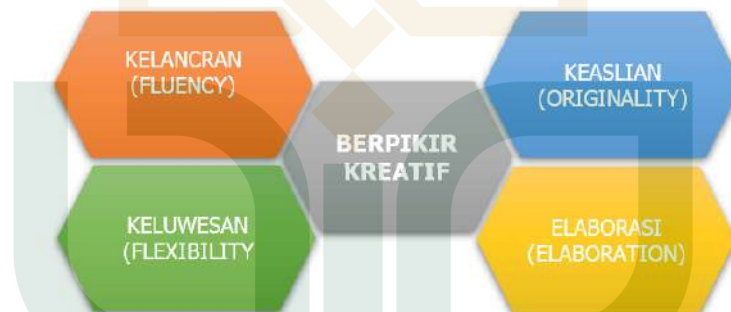 KELANCRAN
(FLUENCY)
KEASLIAN
(ORIGINALITY)
BERPIKIR
KREATIF
KELUWESAN
(FLEXIBILITY
ELABORASI
(ELABORATION)